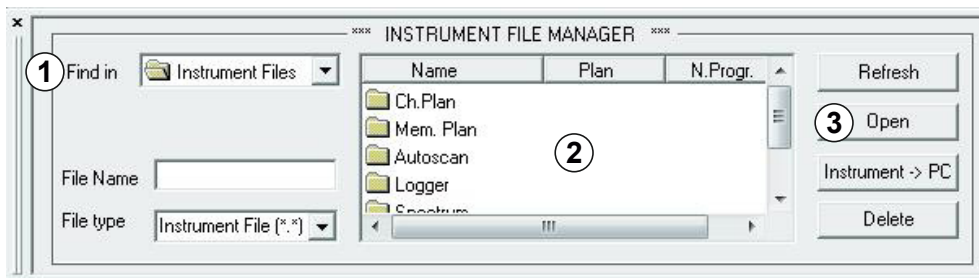 ×
*** INSTRUMENT FILE MANAGER ***
1 Find in Instrument Files
Name Plan N.Progr.
Ch.Plan
Mem. Plan
Autoscan
Logger
Spectrum
2
File Name
File type Instrument File (*.*)
Refresh
3 Open
Instrument -> PC
Delete